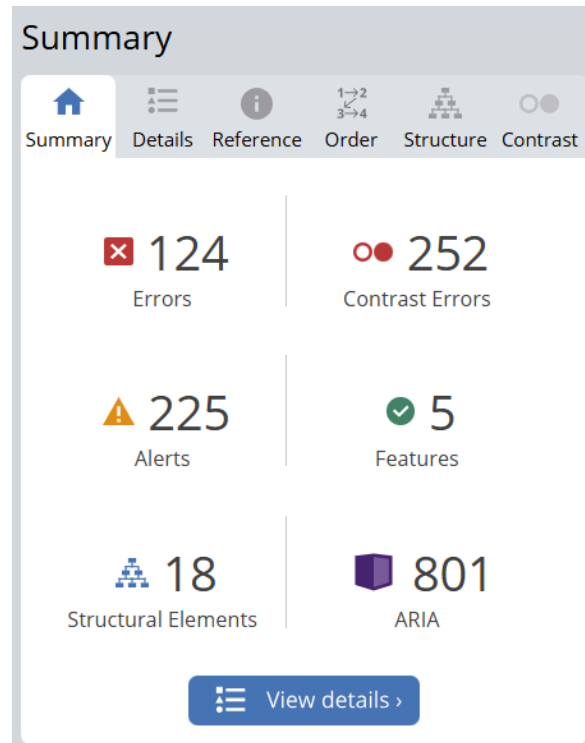 Summary
1→2
3→4
Summary Details Reference Order Structure Contrast
124 252
Errors Contrast Errors
225 5
Alerts Features
18 801
Structural Elements ARIA
View details ›